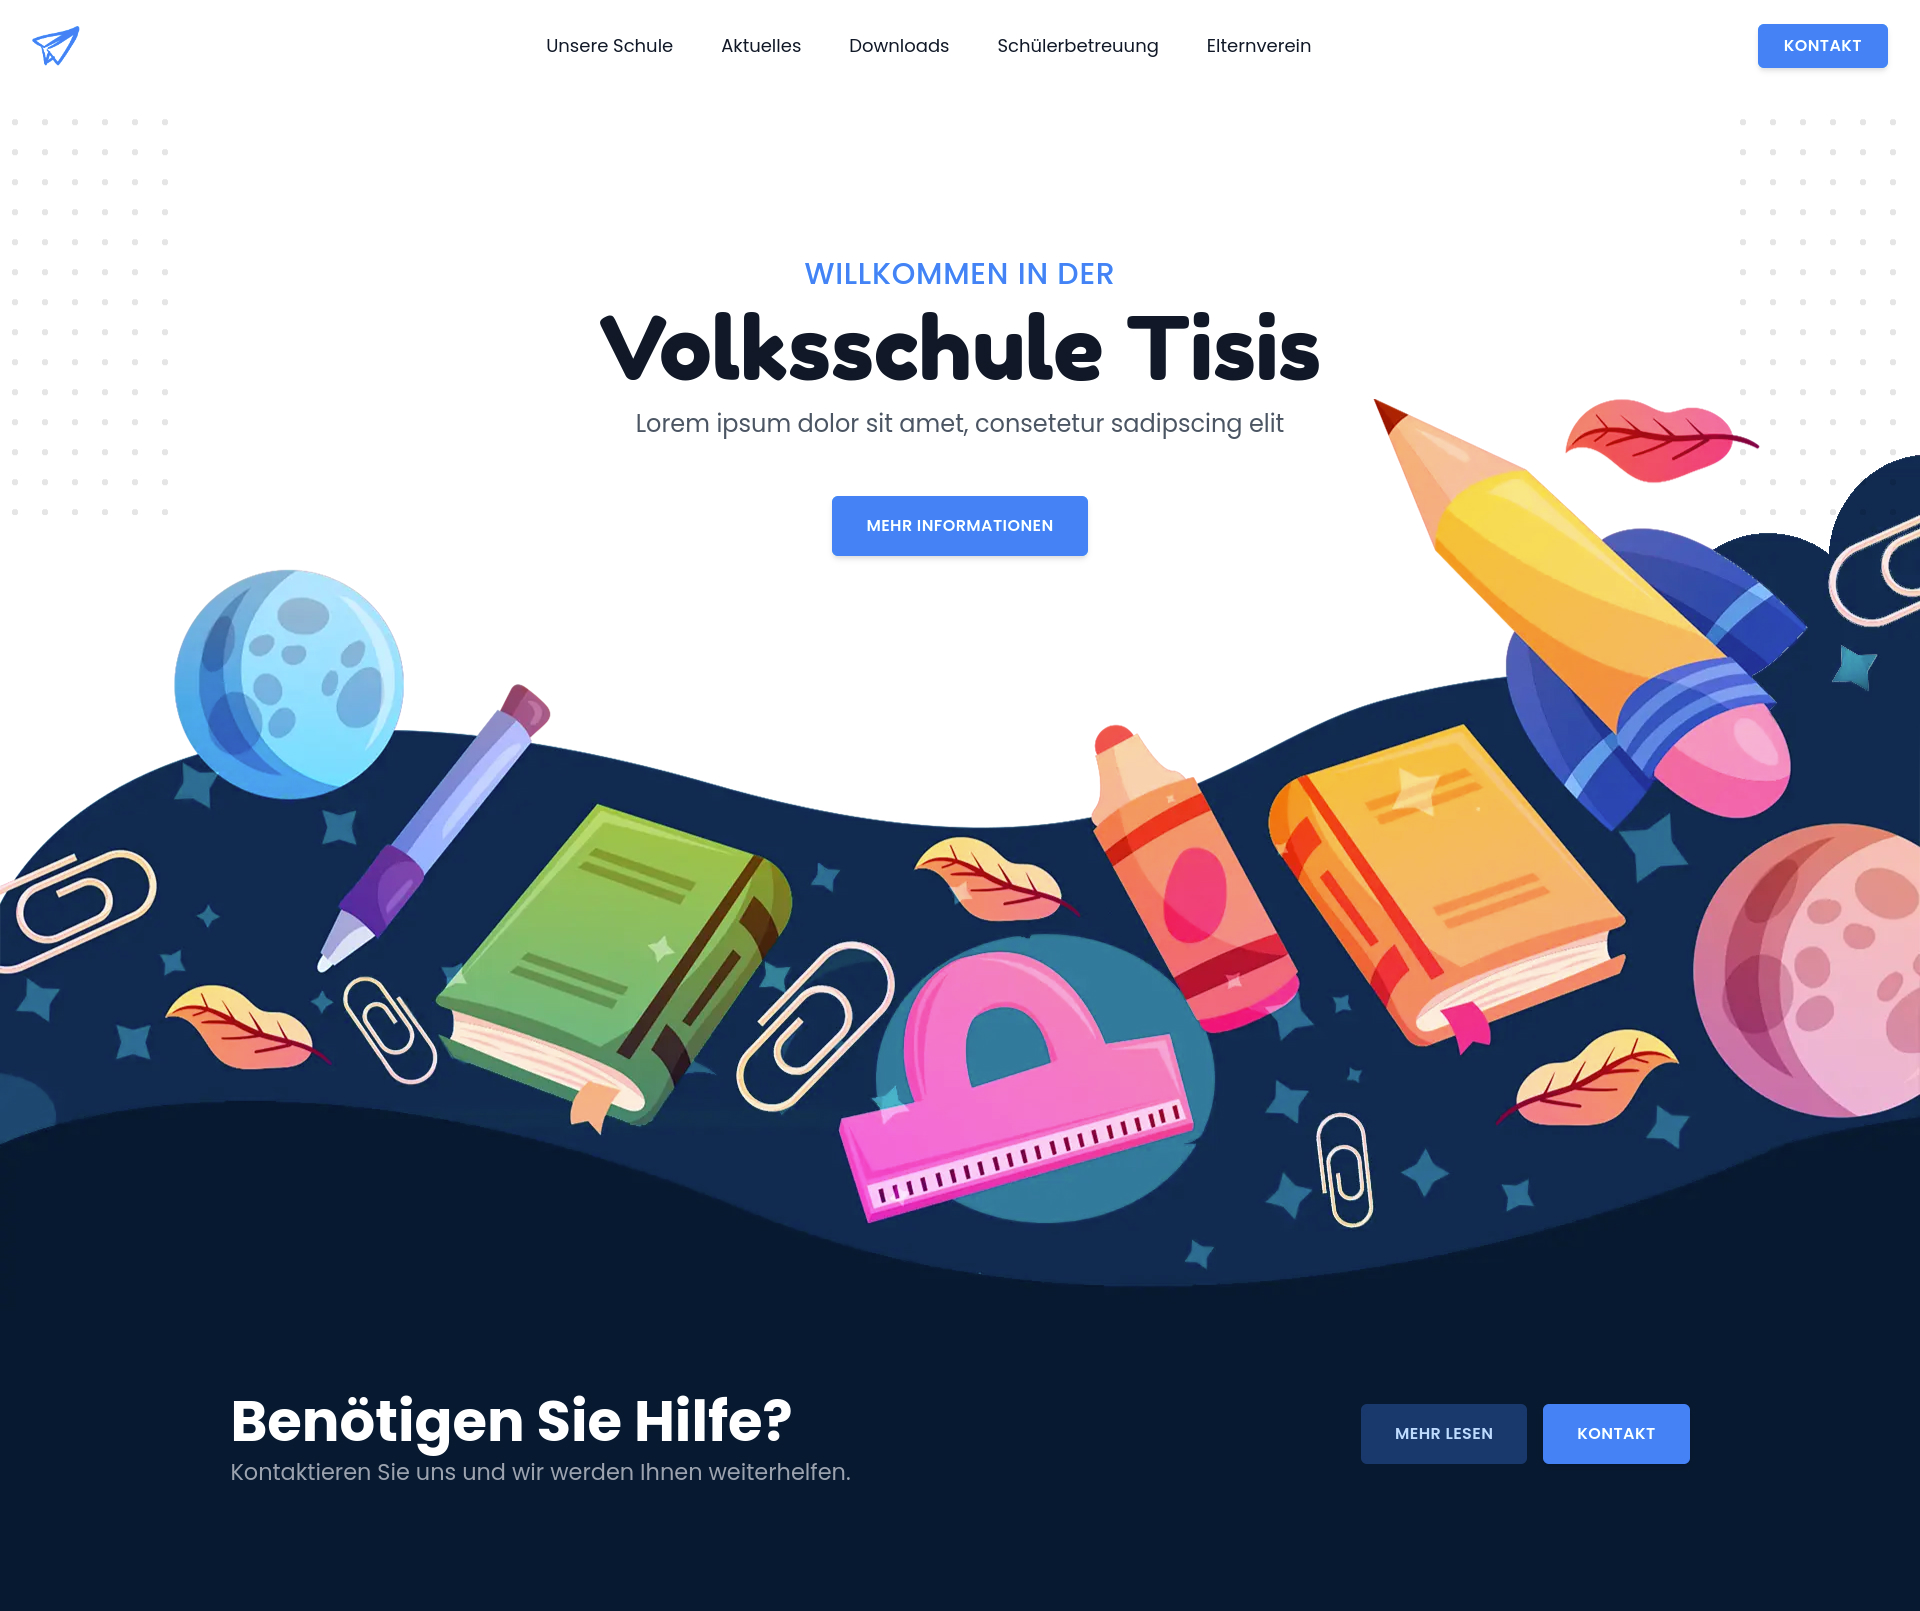 Unsere Schule
Aktuelles
Downloads
Schülerbetreuung
Elternverein
KONTAKT
WILLKOMMEN IN DER
Volksschule Tisis
Lorem ipsum dolor sit amet, consetetur sadipscing elit
MEHR INFORMATIONEN
Benötigen Sie Hilfe?
Kontaktieren Sie uns und wir werden Ihnen weiterhelfen.
MEHR LESEN
KONTAKT